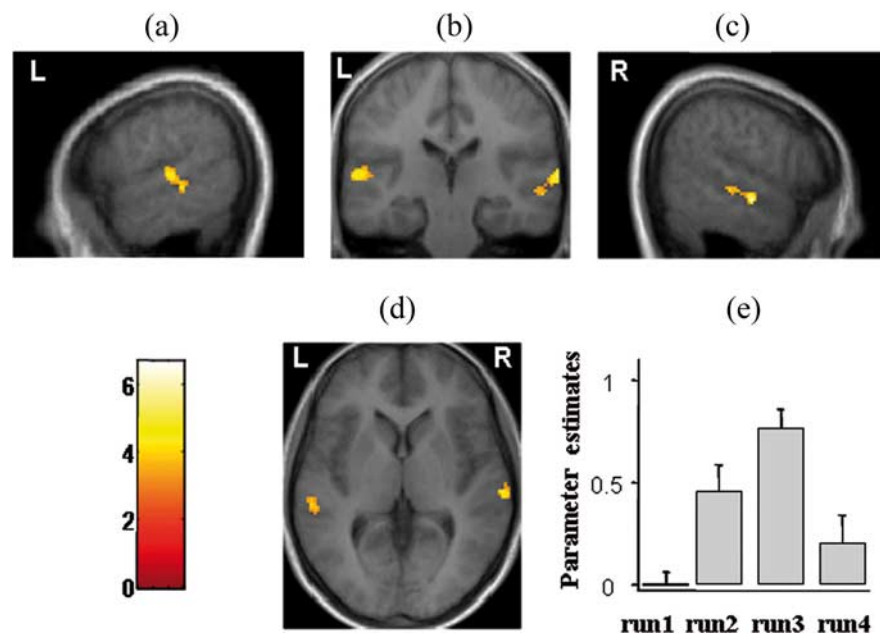 (a)
(b)
(c)
L
L
R
(d)
(e)
6
4
2
0
L
R
Parameter estimates
1
0.5
0
run1 run2 run3 run4